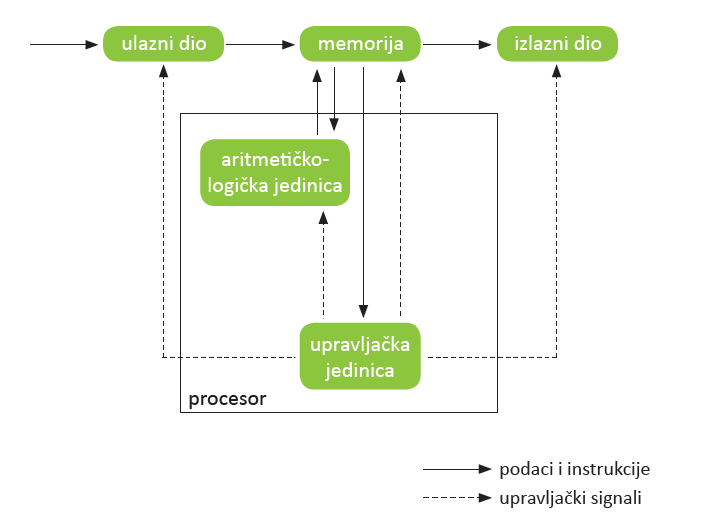 ulazni dio
memorija
izlazni dio
aritmetičko-
logička jedinica
upravljačka
jedinica
procesor
podaci i instrukcije
upravljački signali